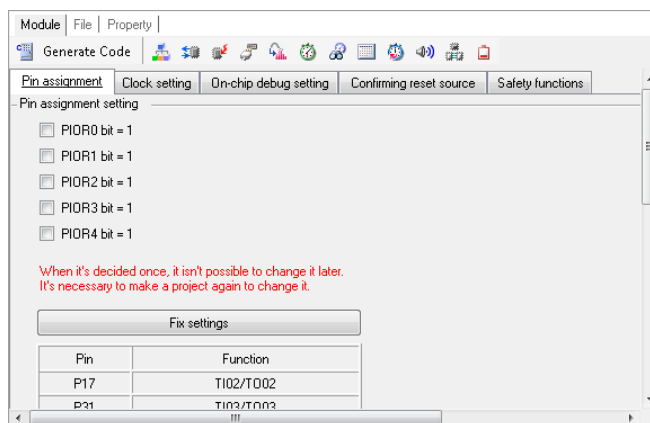 Module File Property
Generate Code
Pin assignment Clock setting On-chip debug setting Confirming reset source Safety functions
Pin assignment setting
PIOR0 bit = 1
PIOR1 bit = 1
PIOR2 bit = 1
PIOR3 bit = 1
PIOR4 bit = 1
When it's decided once, it isn't possible to change it later.
It's necessary to make a project again to change it.
Fix settings
Pin Function
P17 TI02/TO02
P31 TI03/TO03